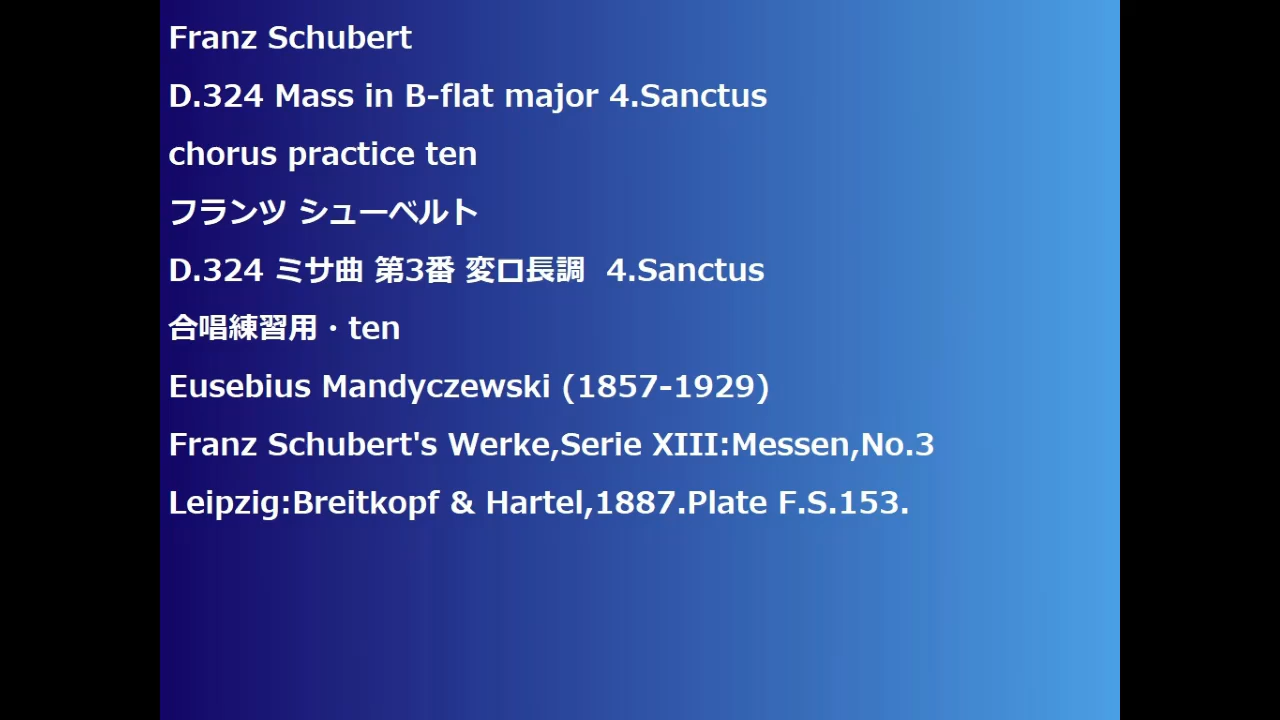 Franz Schubert
D.324 Mass in B-flat major 4.Sanctus
chorus practice ten
フランツ シューベルト
D.324 ミサ曲 第3番 変ロ長調  4.Sanctus
合唱練習用・ten
Eusebius Mandyczewski (1857-1929)
Franz Schubert's Werke,Serie XIII:Messen,No.3
Leipzig:Breitkopf & Hartel,1887.Plate F.S.153.